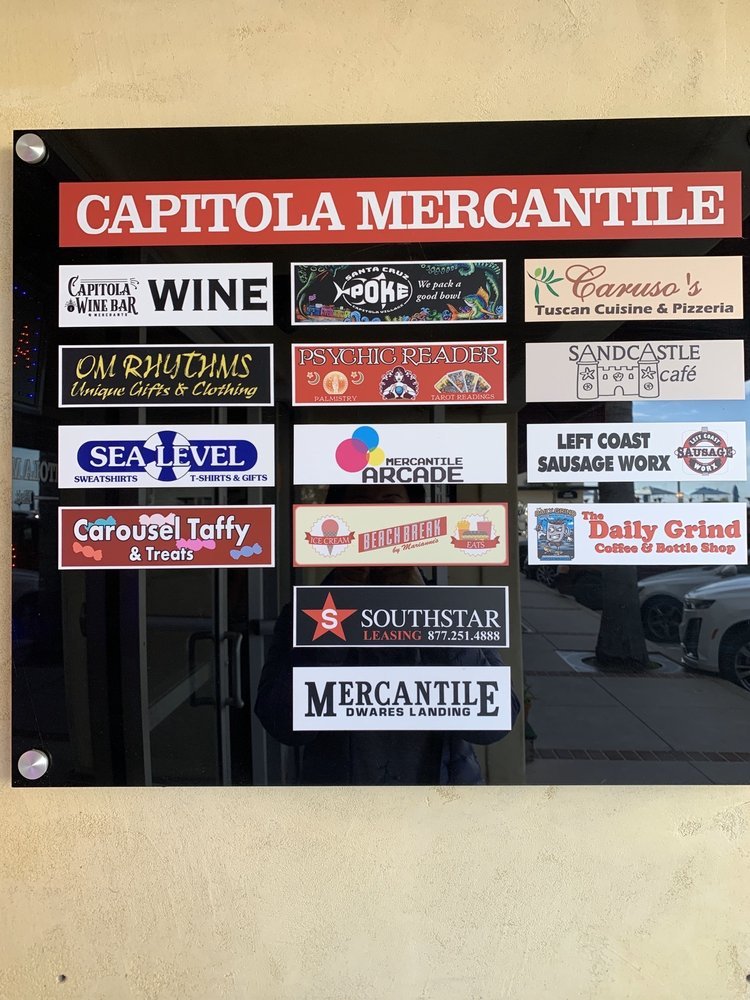 CAPITOLA MERCANTILE
CAPITOLA
WINE BAR
MERCHANTS
WINE
SANTA CRUZ
POKE
We pack a
good bowl!
Caruso's
Tuscan Cuisine & Pizzeria
OM RHYTHMS
Unique Gifts & Clothing
PSYCHIC READER
PALMISTRY
TAROT READINGS
SANDCASTLE
café
SEA LEVEL
SWEATSHIRTS
T-SHIRTS & GIFTS
MERCANTILE
ARCADE
LEFT COAST
SAUSAGE WORX
LEFT COAST
SAUSAGE
WORX
Carousel Taffy
& Treats
ICE CREAM
BEACH BREAK
by Marianne's
EATS
The
Daily Grind
Coffee & Bottle Shop
S
SOUTHSTAR
LEASING 877.251.4888
MERCANTILE
DWARES LANDING